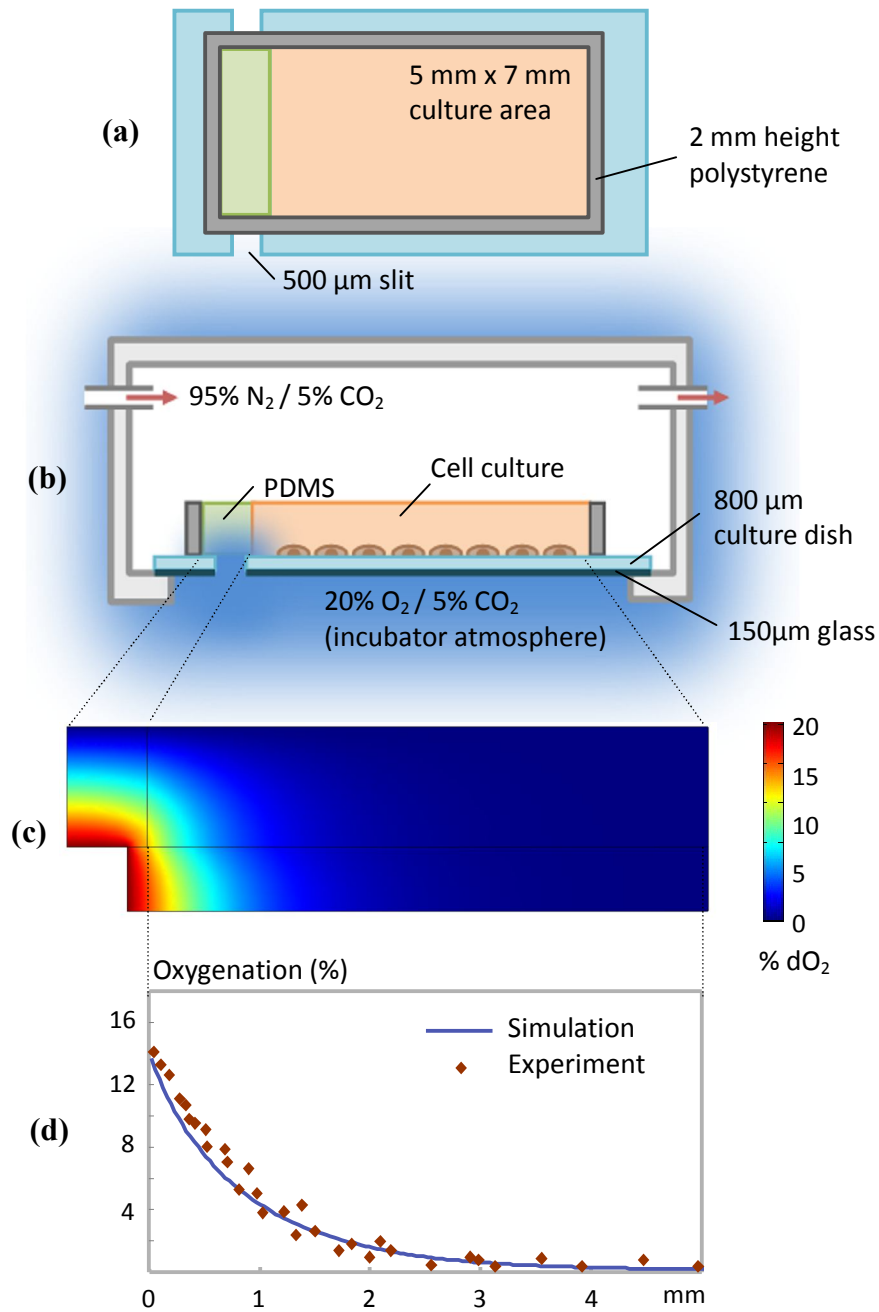 5 mm x 7 mm
culture area
(a)
2 mm height
polystyrene
500 µm slit
95% N₂ / 5% CO₂
(b)
PDMS
Cell culture
800 µm
culture dish
20% O₂ / 5% CO₂
(incubator atmosphere)
150µm glass
(c)
20
15
10
5
0
% dO₂
Oxygenation (%)
16
12
8
4
Simulation
Experiment
(d)
0 1 2 3 4 mm